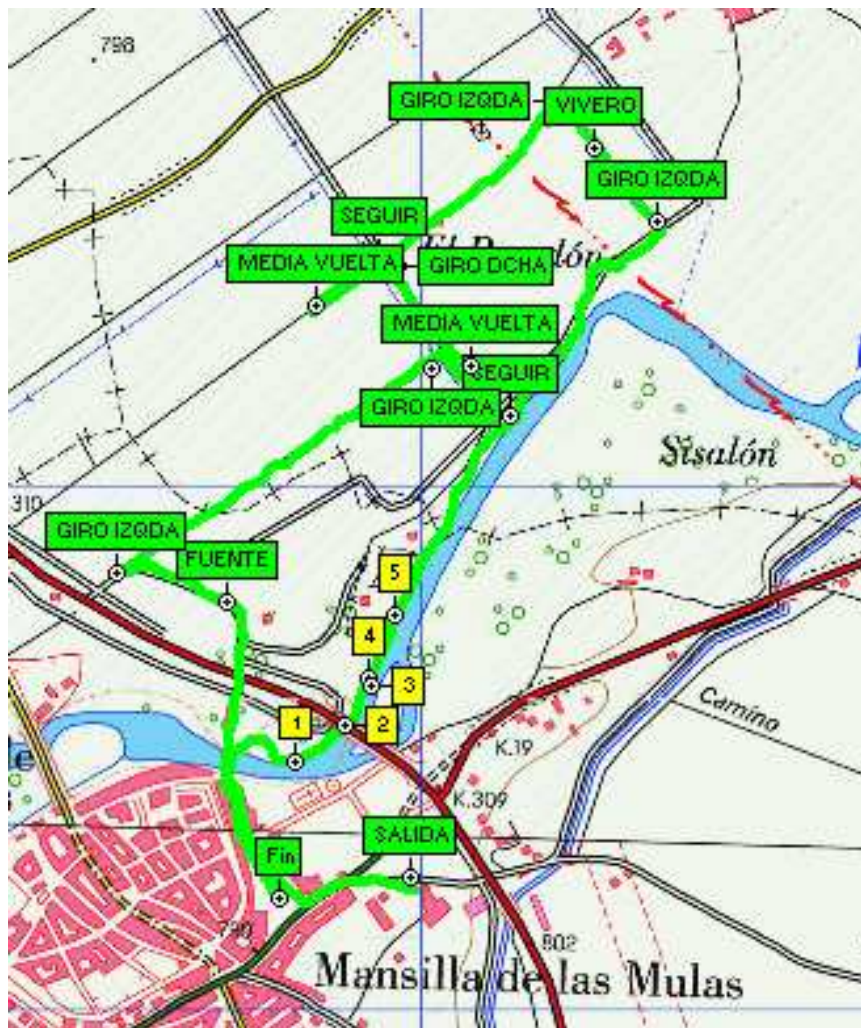 798
GIRO IZQDA
VIVERO
GIRO IZQDA
SEGUIR
MEDIA VUELTA
GIRO DCHA
MEDIA VUELTA
SEGUIR
GIRO IZQDA
Sisalón
310
GIRO IZQDA
FUENTE
5
4
3
1
2
Camino
K.19
K.309
SALIDA
Fin
790
802
Mansilla de las Mulas